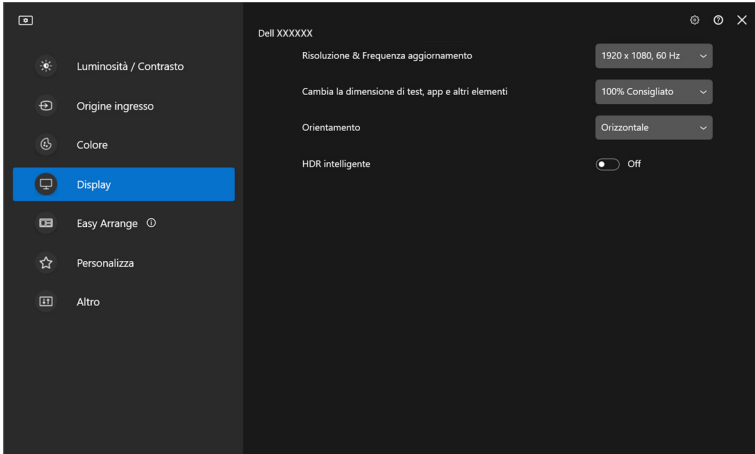 Dell XXXXXX
Luminosità / Contrasto
Origine ingresso
Colore
Display
Easy Arrange
Personalizza
Altro
Risoluzione & Frequenza aggiornamento
1920 x 1080, 60 Hz
Cambia la dimensione di test, app e altri elementi
100% Consigliato
Orientamento
Orizzontale
HDR intelligente
Off